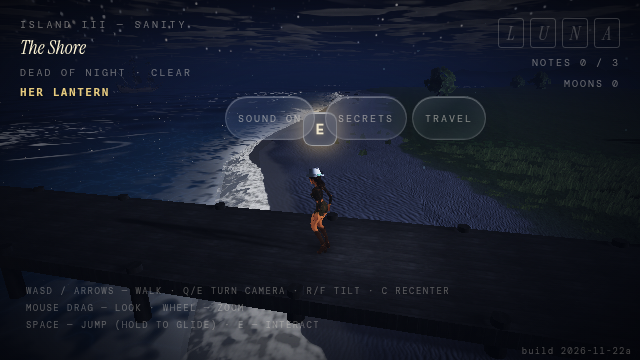 ISLAND III — SANITY
The Shore
DEAD OF NIGHT · CLEAR
HER LANTERN
L U N A
NOTES 0 / 3
MOONS 0
SOUND ON
E
SECRETS
TRAVEL
WASD / ARROWS — WALK · Q/E TURN CAMERA · R/F TILT · C RECENTER
MOUSE DRAG — LOOK · WHEEL — ZOOM
SPACE — JUMP (HOLD TO GLIDE) · E — INTERACT
build 2026-11-22a